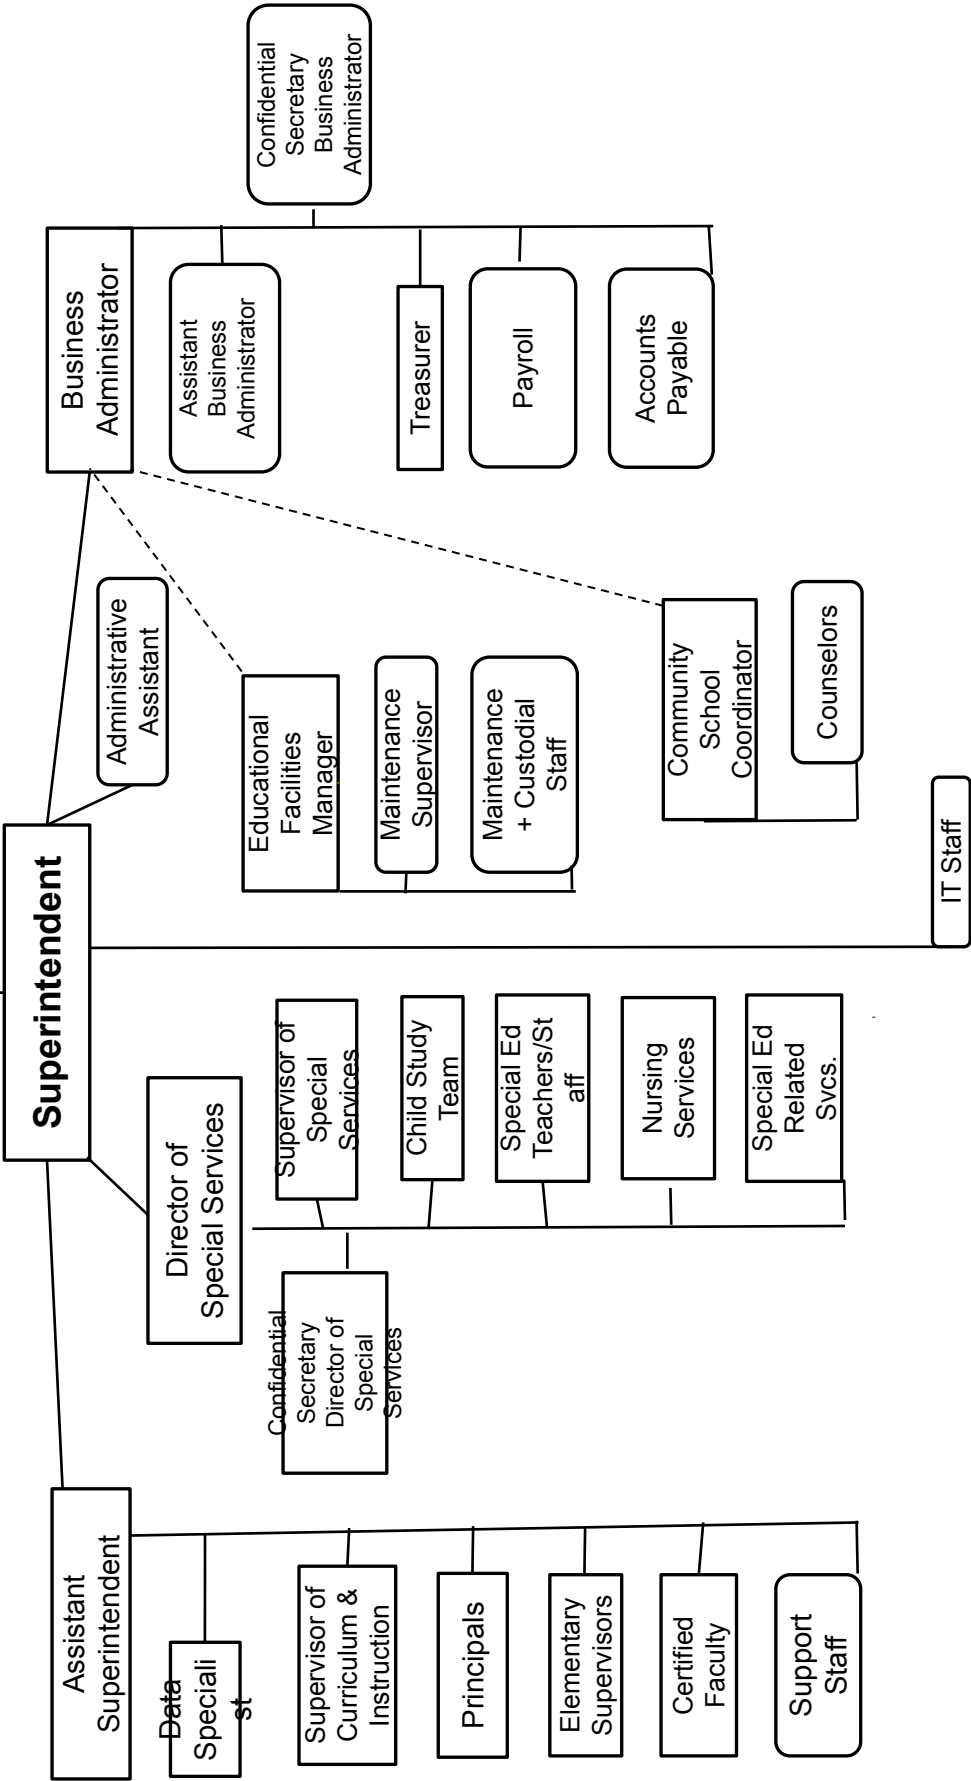 Superintendent
Assistant
Superintendent
Data
Speciali
st
Supervisor of
Curriculum &
Instruction
Principals
Elementary
Supervisors
Certified
Faculty
Support
Staff
Director of
Special Services
Confidential
Secretary
Director of
Special
Services
Supervisor of
Special
Services
Child Study
Team
Special Ed
Teachers/St
aff
Nursing
Services
Special Ed
Related
Svcs.
IT Staff
Administrative
Assistant
Educational
Facilities
Manager
Maintenance
Supervisor
Maintenance
+ Custodial
Staff
Community
School
Coordinator
Counselors
Business
Administrator
Assistant
Business
Administrator
Treasurer
Payroll
Accounts
Payable
Confidential
Secretary
Business
Administrator